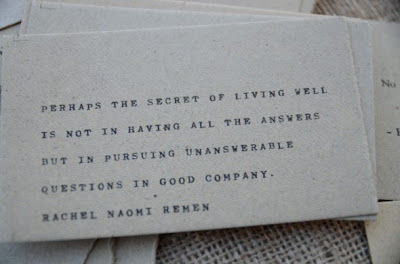 PERHAPS THE SECRET OF LIVING WELL
IS NOT IN HAVING ALL THE ANSWERS
BUT IN PURSUING UNANSWERABLE
QUESTIONS IN GOOD COMPANY.
RACHEL NAOMI REMEN
No